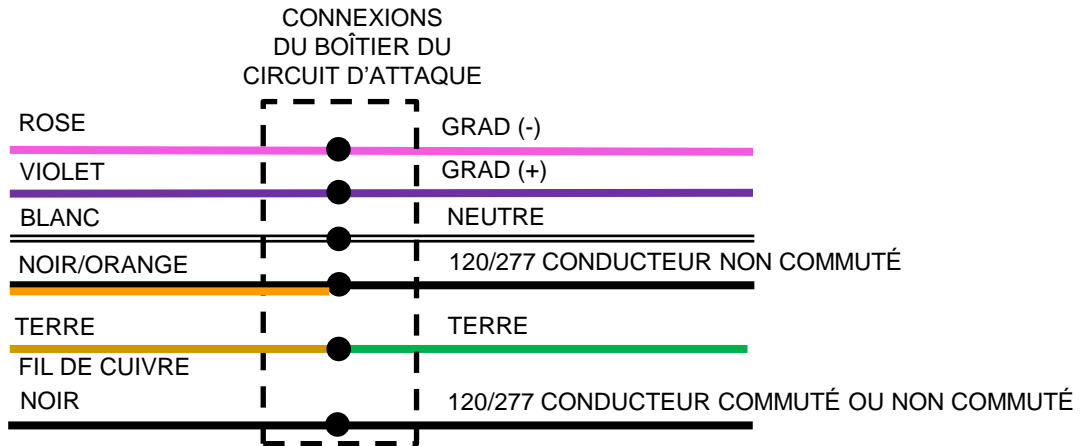 CONNEXIONS
DU BOÎTIER DU
CIRCUIT D'ATTAQUE
ROSE
GRAD (-)
VIOLET
GRAD (+)
BLANC
NEUTRE
NOIR/ORANGE
120/277 CONDUCTEUR NON COMMUTÉ
TERRE
TERRE
FIL DE CUIVRE
NOIR
120/277 CONDUCTEUR COMMUTÉ OU NON COMMUTÉ